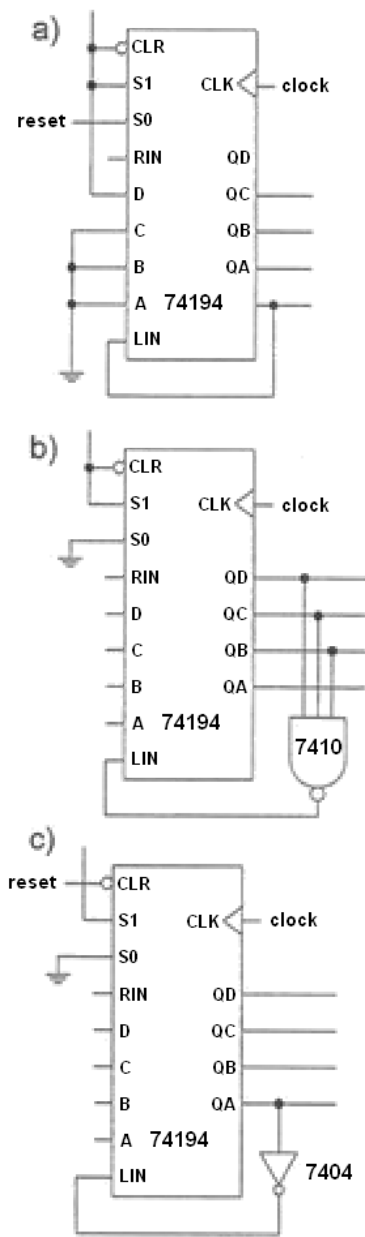 a)
CLR
S1 CLK clock
reset S0
RIN QD
D QC
C QB
B QA
A 74194
LIN
b)
CLR
S1 CLK clock
S0
RIN QD
D QC
C QB
B QA
A 74194
7410
LIN
c)
reset CLR
S1 CLK clock
S0
RIN QD
D QC
C QB
B QA
A 74194
LIN 7404